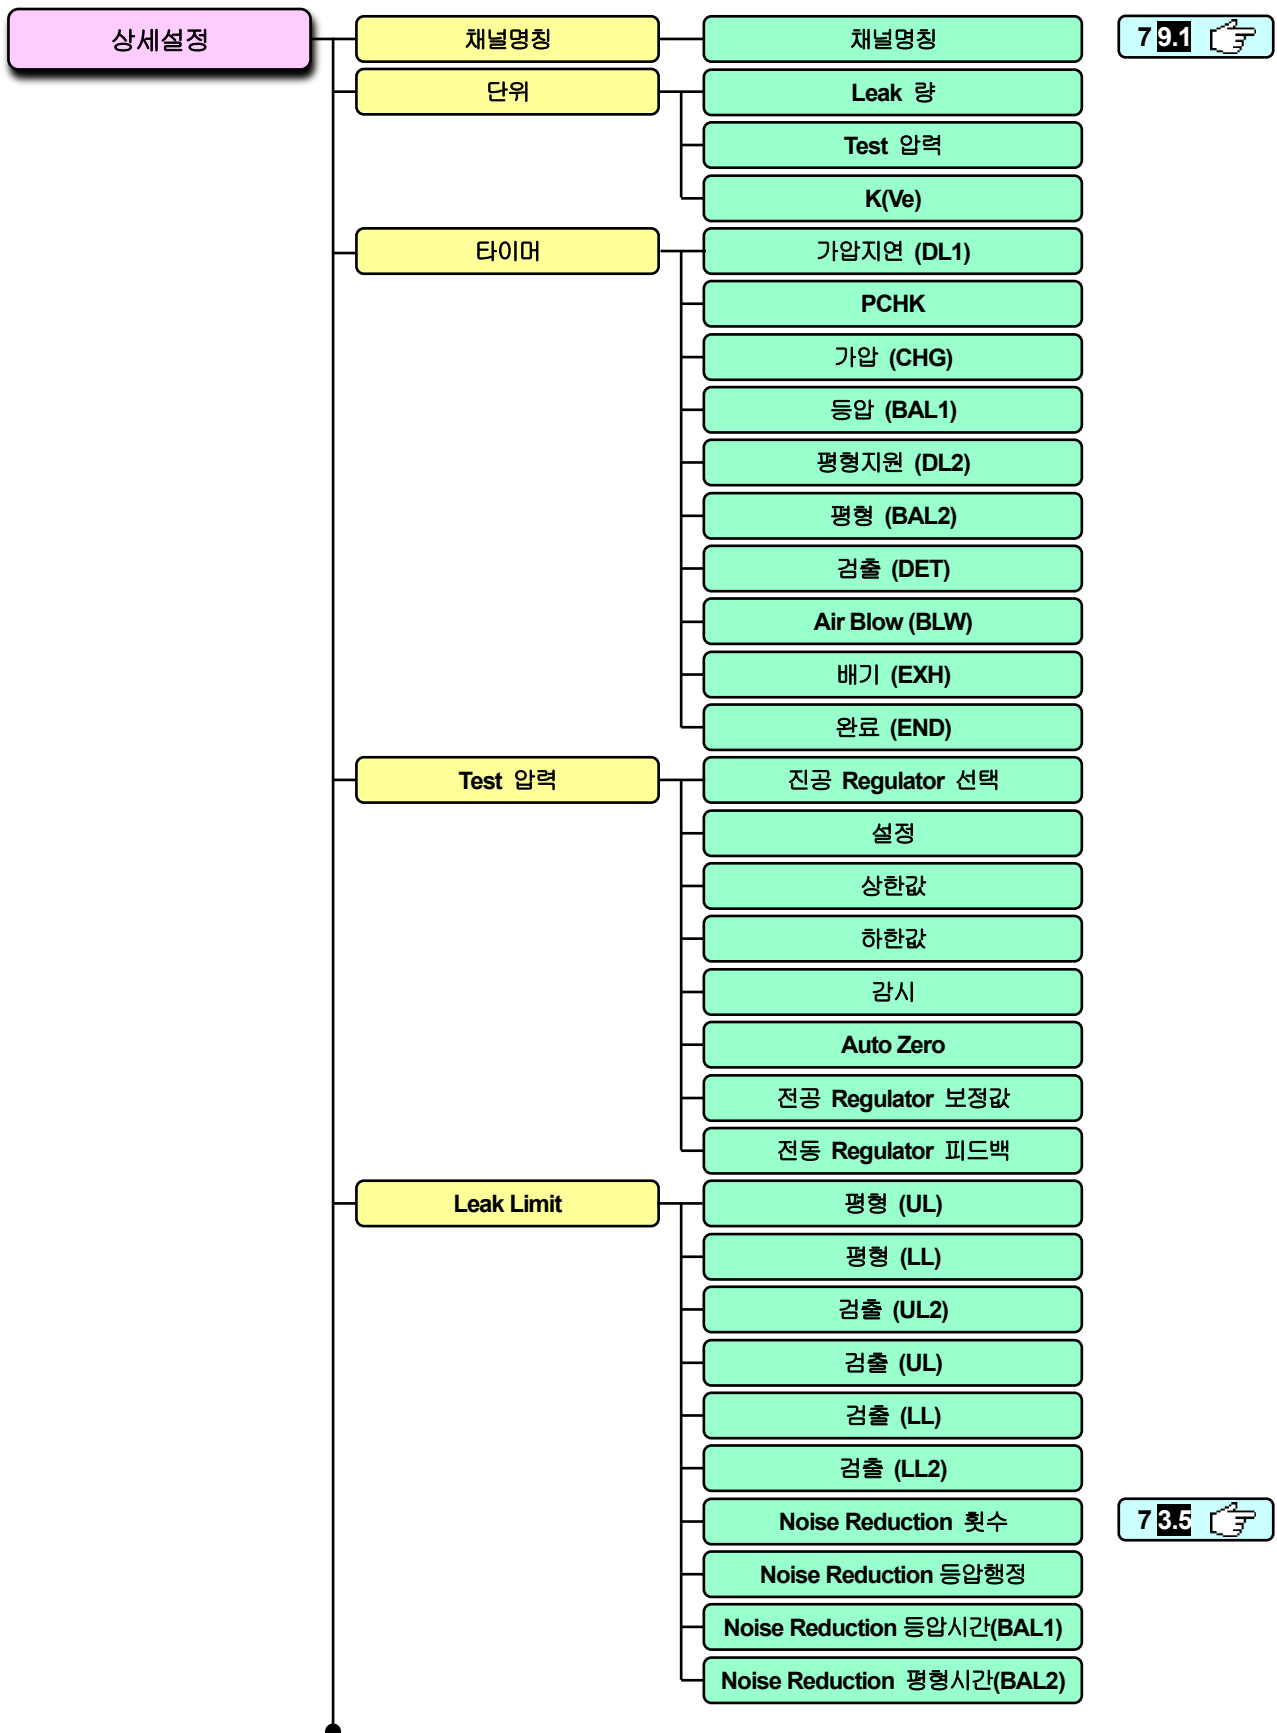 상세설정
채널명칭
채널명칭
7 9.1
단위
Leak 량
Test 압력
K(Ve)
타이머
가압지연 (DL1)
PCHK
가압 (CHG)
등압 (BAL1)
평형지원 (DL2)
평형 (BAL2)
검출 (DET)
Air Blow (BLW)
배기 (EXH)
완료 (END)
Test 압력
진공 Regulator 선택
설정
상한값
하한값
감시
Auto Zero
전공 Regulator 보정값
전동 Regulator 피드백
Leak Limit
평형 (UL)
평형 (LL)
검출 (UL2)
검출 (UL)
검출 (LL)
검출 (LL2)
Noise Reduction 횟수
7 3.5
Noise Reduction 등압행정
Noise Reduction 등압시간(BAL1)
Noise Reduction 평형시간(BAL2)